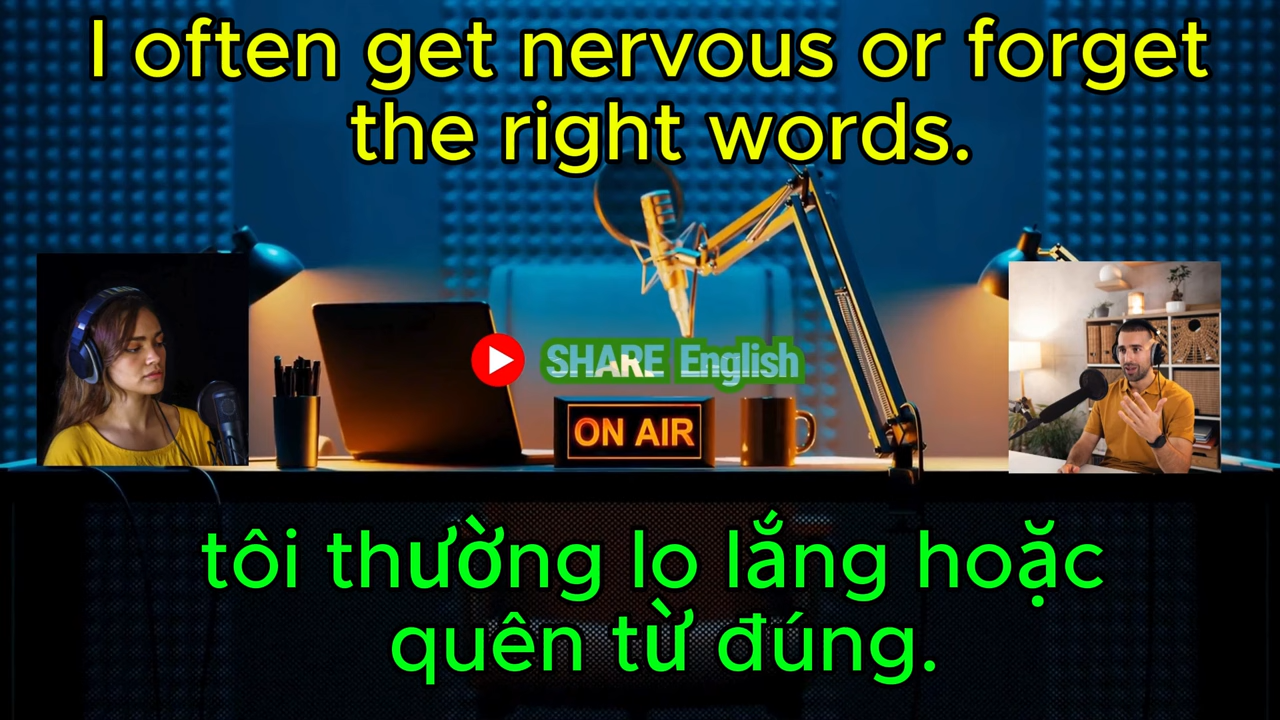 I often get nervous or forget
the right words.
SHARE English
ON AIR
tôi thường lo lắng hoặc
quên từ đúng.